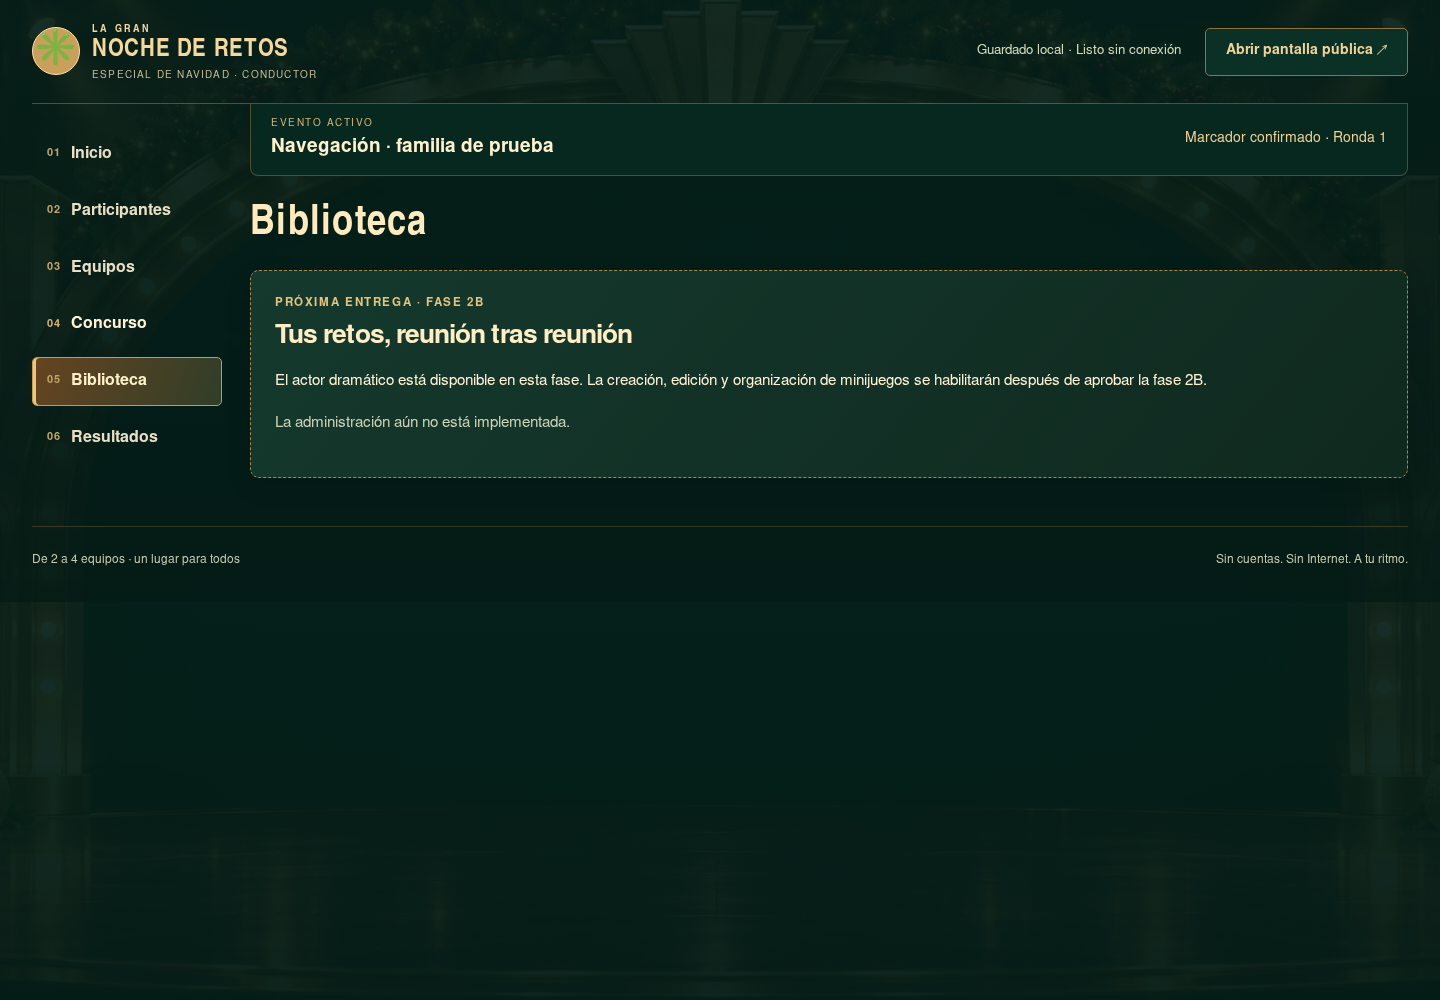 LA GRAN
NOCHE DE RETOS
ESPECIAL DE NAVIDAD · CONDUCTOR
Guardado local · Listo sin conexión
Abrir pantalla pública ↗
01 Inicio
02 Participantes
03 Equipos
04 Concurso
05 Biblioteca
06 Resultados
EVENTO ACTIVO
Navegación · familia de prueba
Marcador confirmado · Ronda 1
Biblioteca
PRÓXIMA ENTREGA · FASE 2B
Tus retos, reunión tras reunión
El actor dramático está disponible en esta fase. La creación, edición y organización de minijuegos se habilitarán después de aprobar la fase 2B.
La administración aún no está implementada.
De 2 a 4 equipos · un lugar para todos
Sin cuentas. Sin Internet. A tu ritmo.